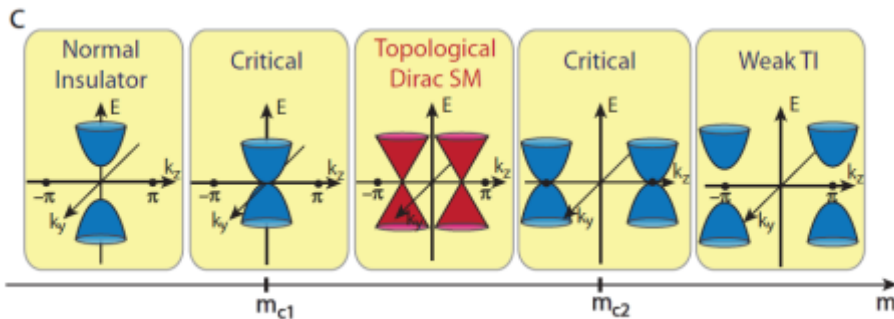 C
Normal
Insulator
Critical
Topological
Dirac SM
Critical
Weak TI
E
E
E
E
E
-π
π
kz
ky
-π
π
kz
ky
-π
π
kz
ky
-π
π
kz
ky
-π
π
kz
ky
mc1
mc2
m